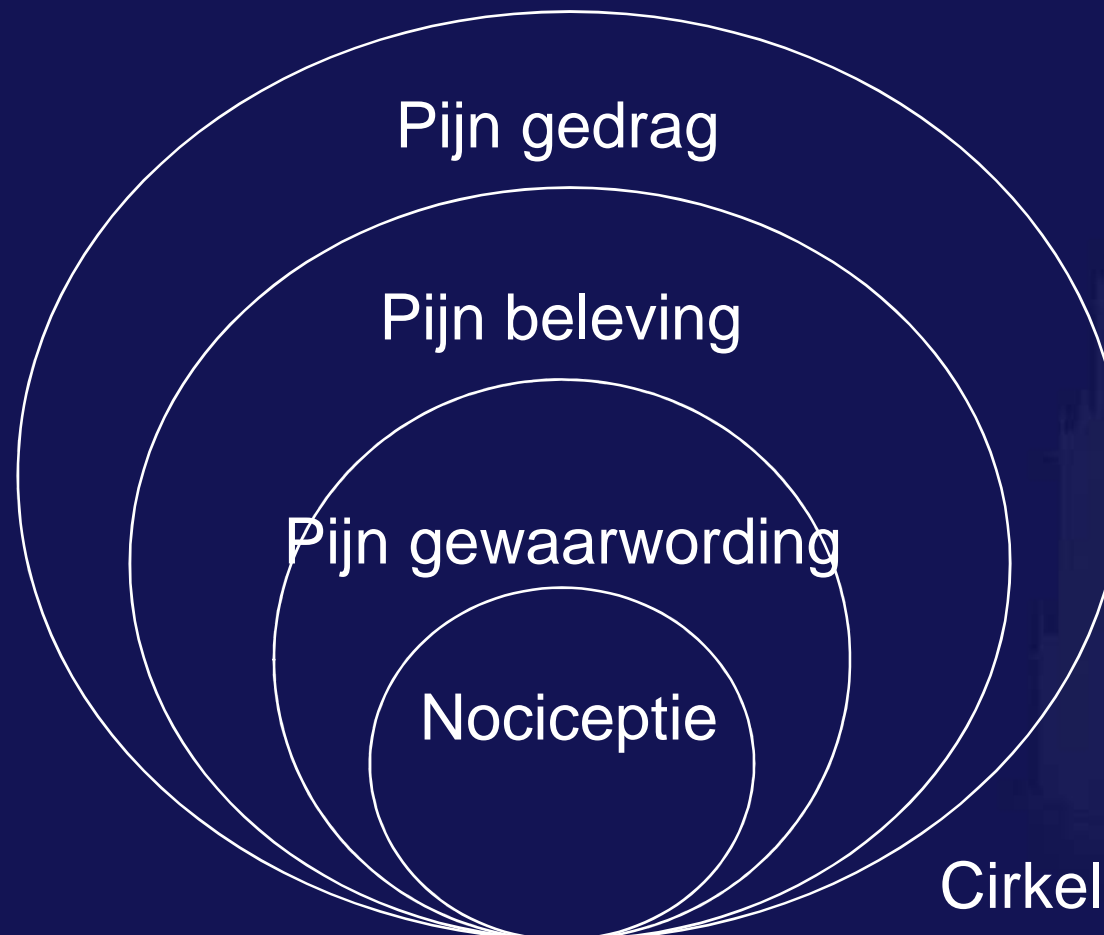 Pijn gedrag
Pijn beleving
Pijn gewaarwording
Nociceptie
Cirkel